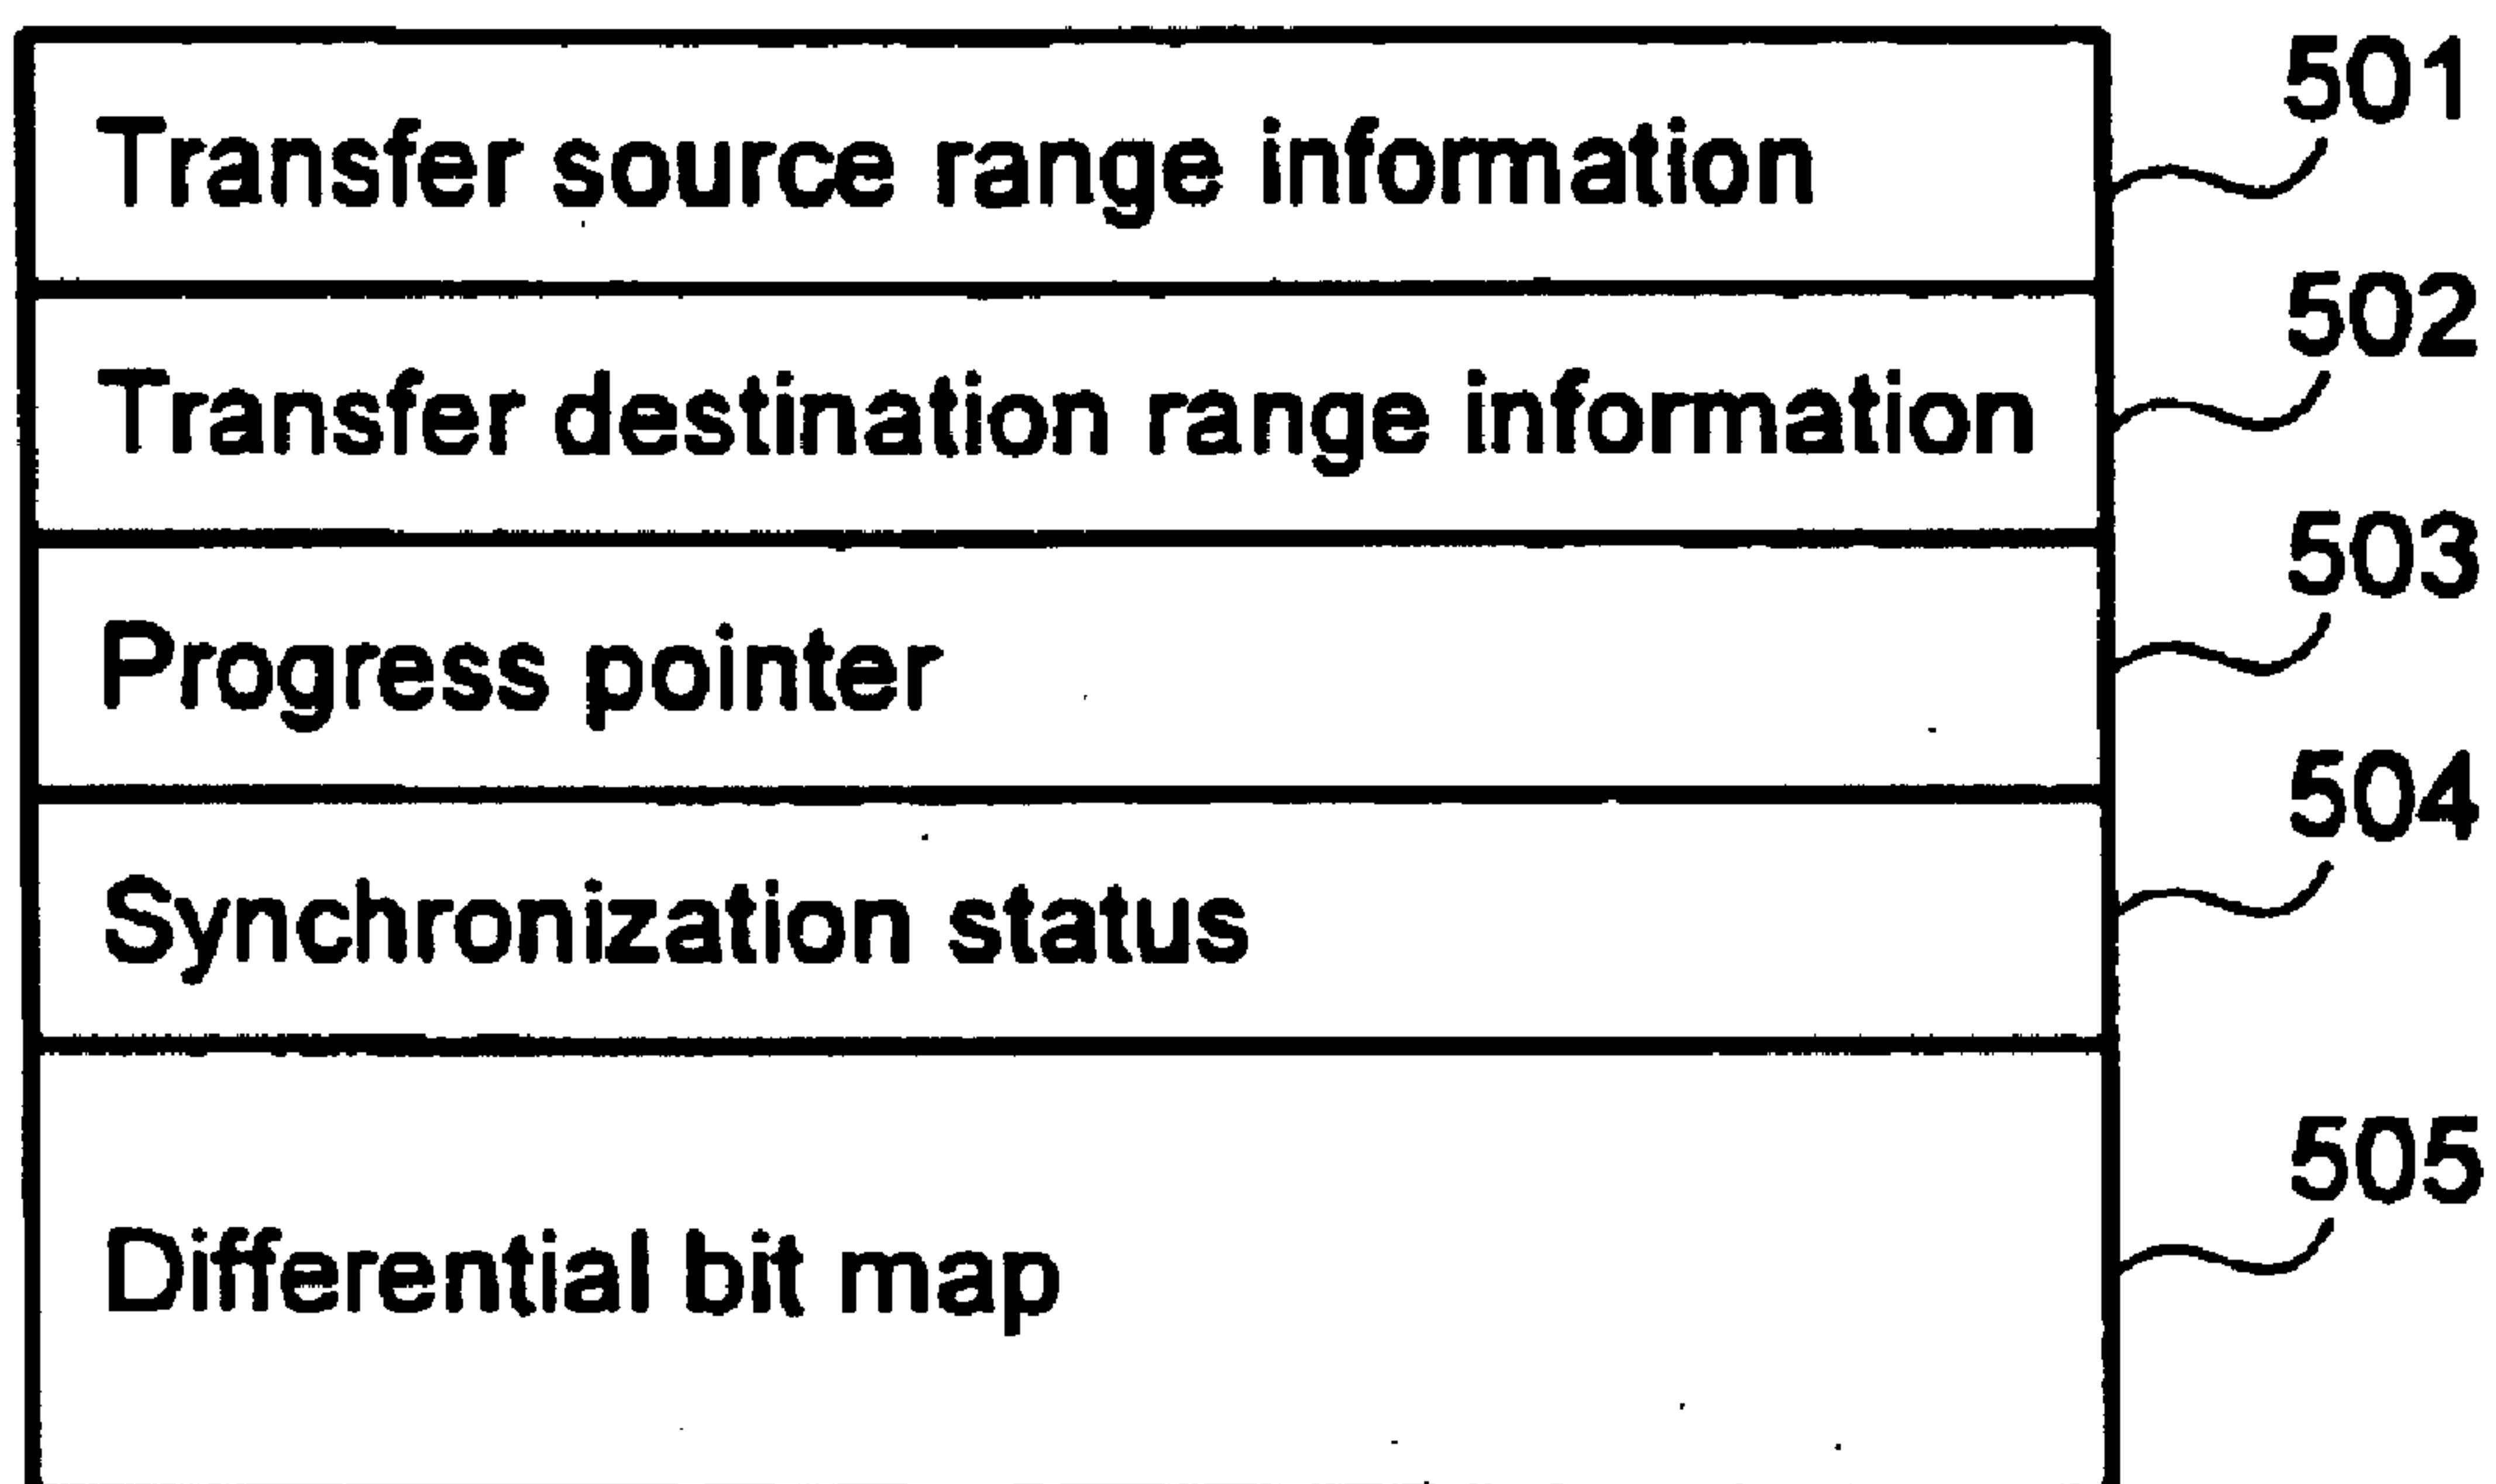 501
Transfer source range information
502
Transfer destination range information
503
Progress pointer
504
Synchronization status
505
Differential bit map